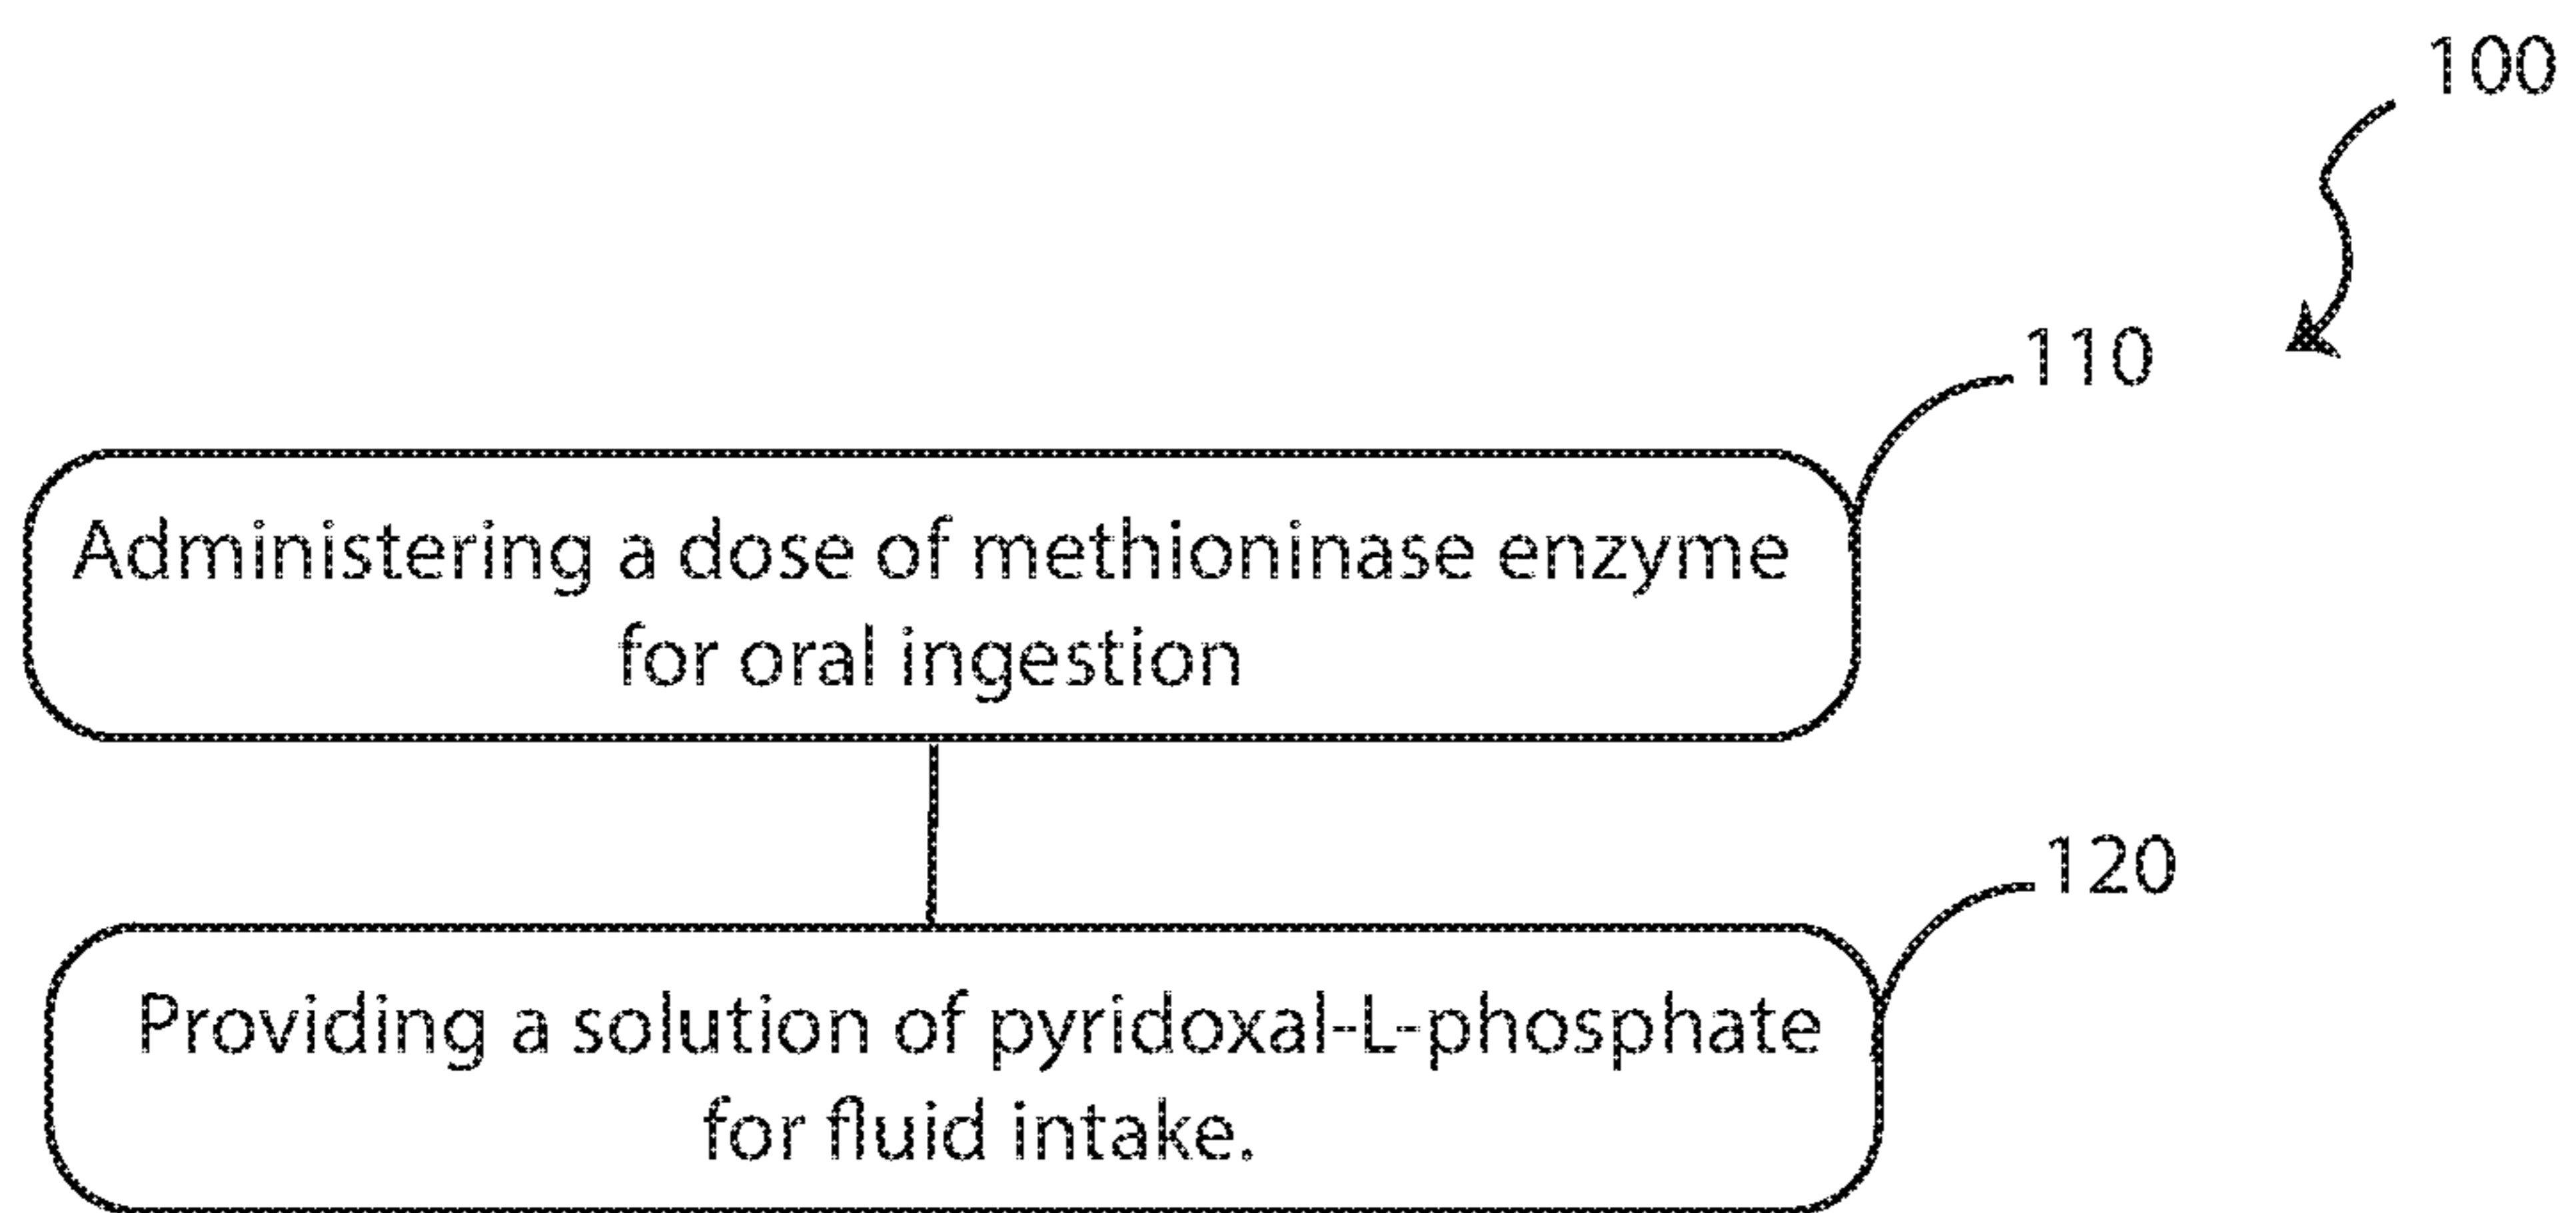 100
110
Administering a dose of methioninase enzyme
for oral ingestion
120
Providing a solution of pyridoxal-L-phosphate
for fluid intake.